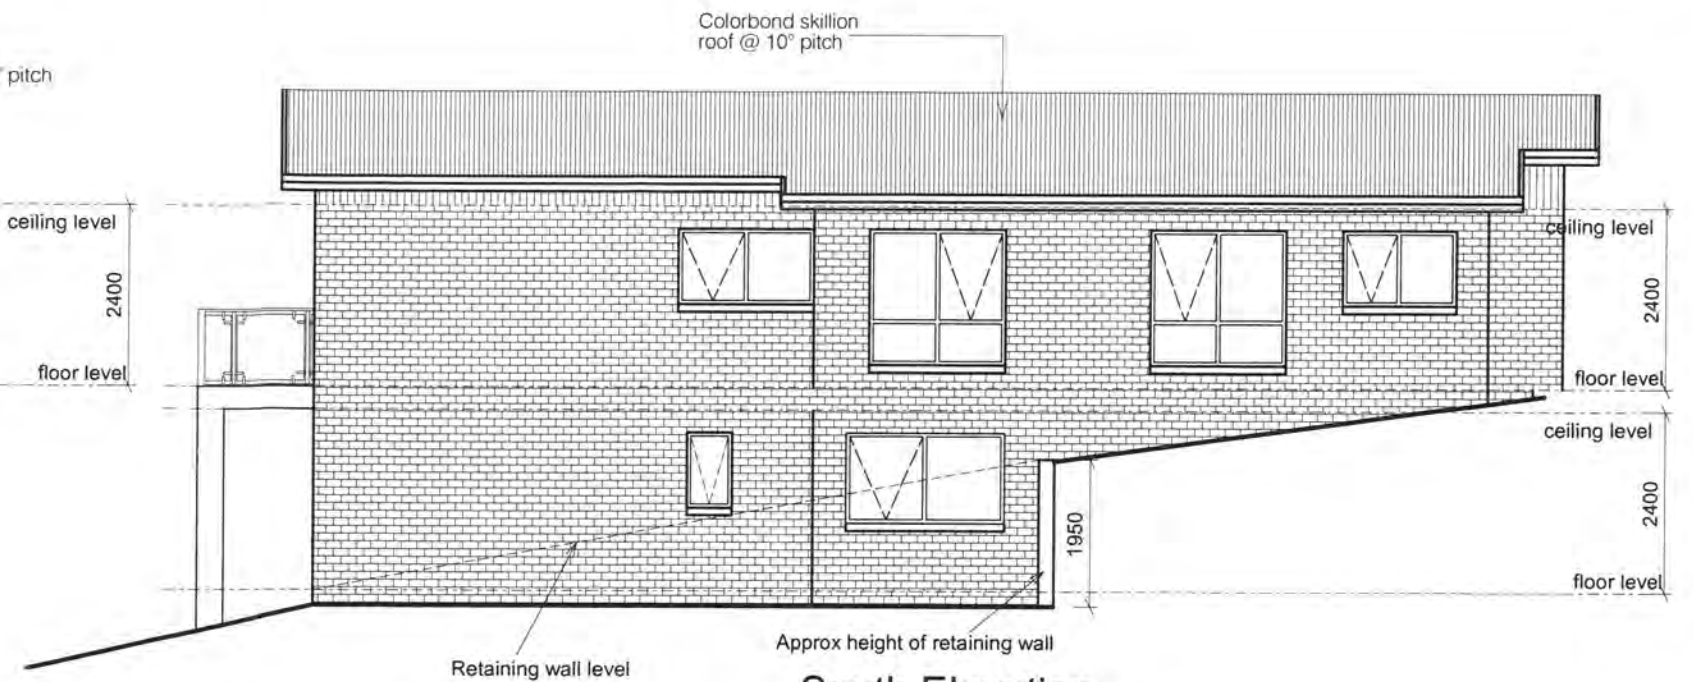 Colorbond skillion
roof @ 10° pitch
° pitch
ceiling level
ceiling level
2400
2400
floor level
floor level
ceiling level
2400
1950
floor level
Approx height of retaining wall
Retaining wall level